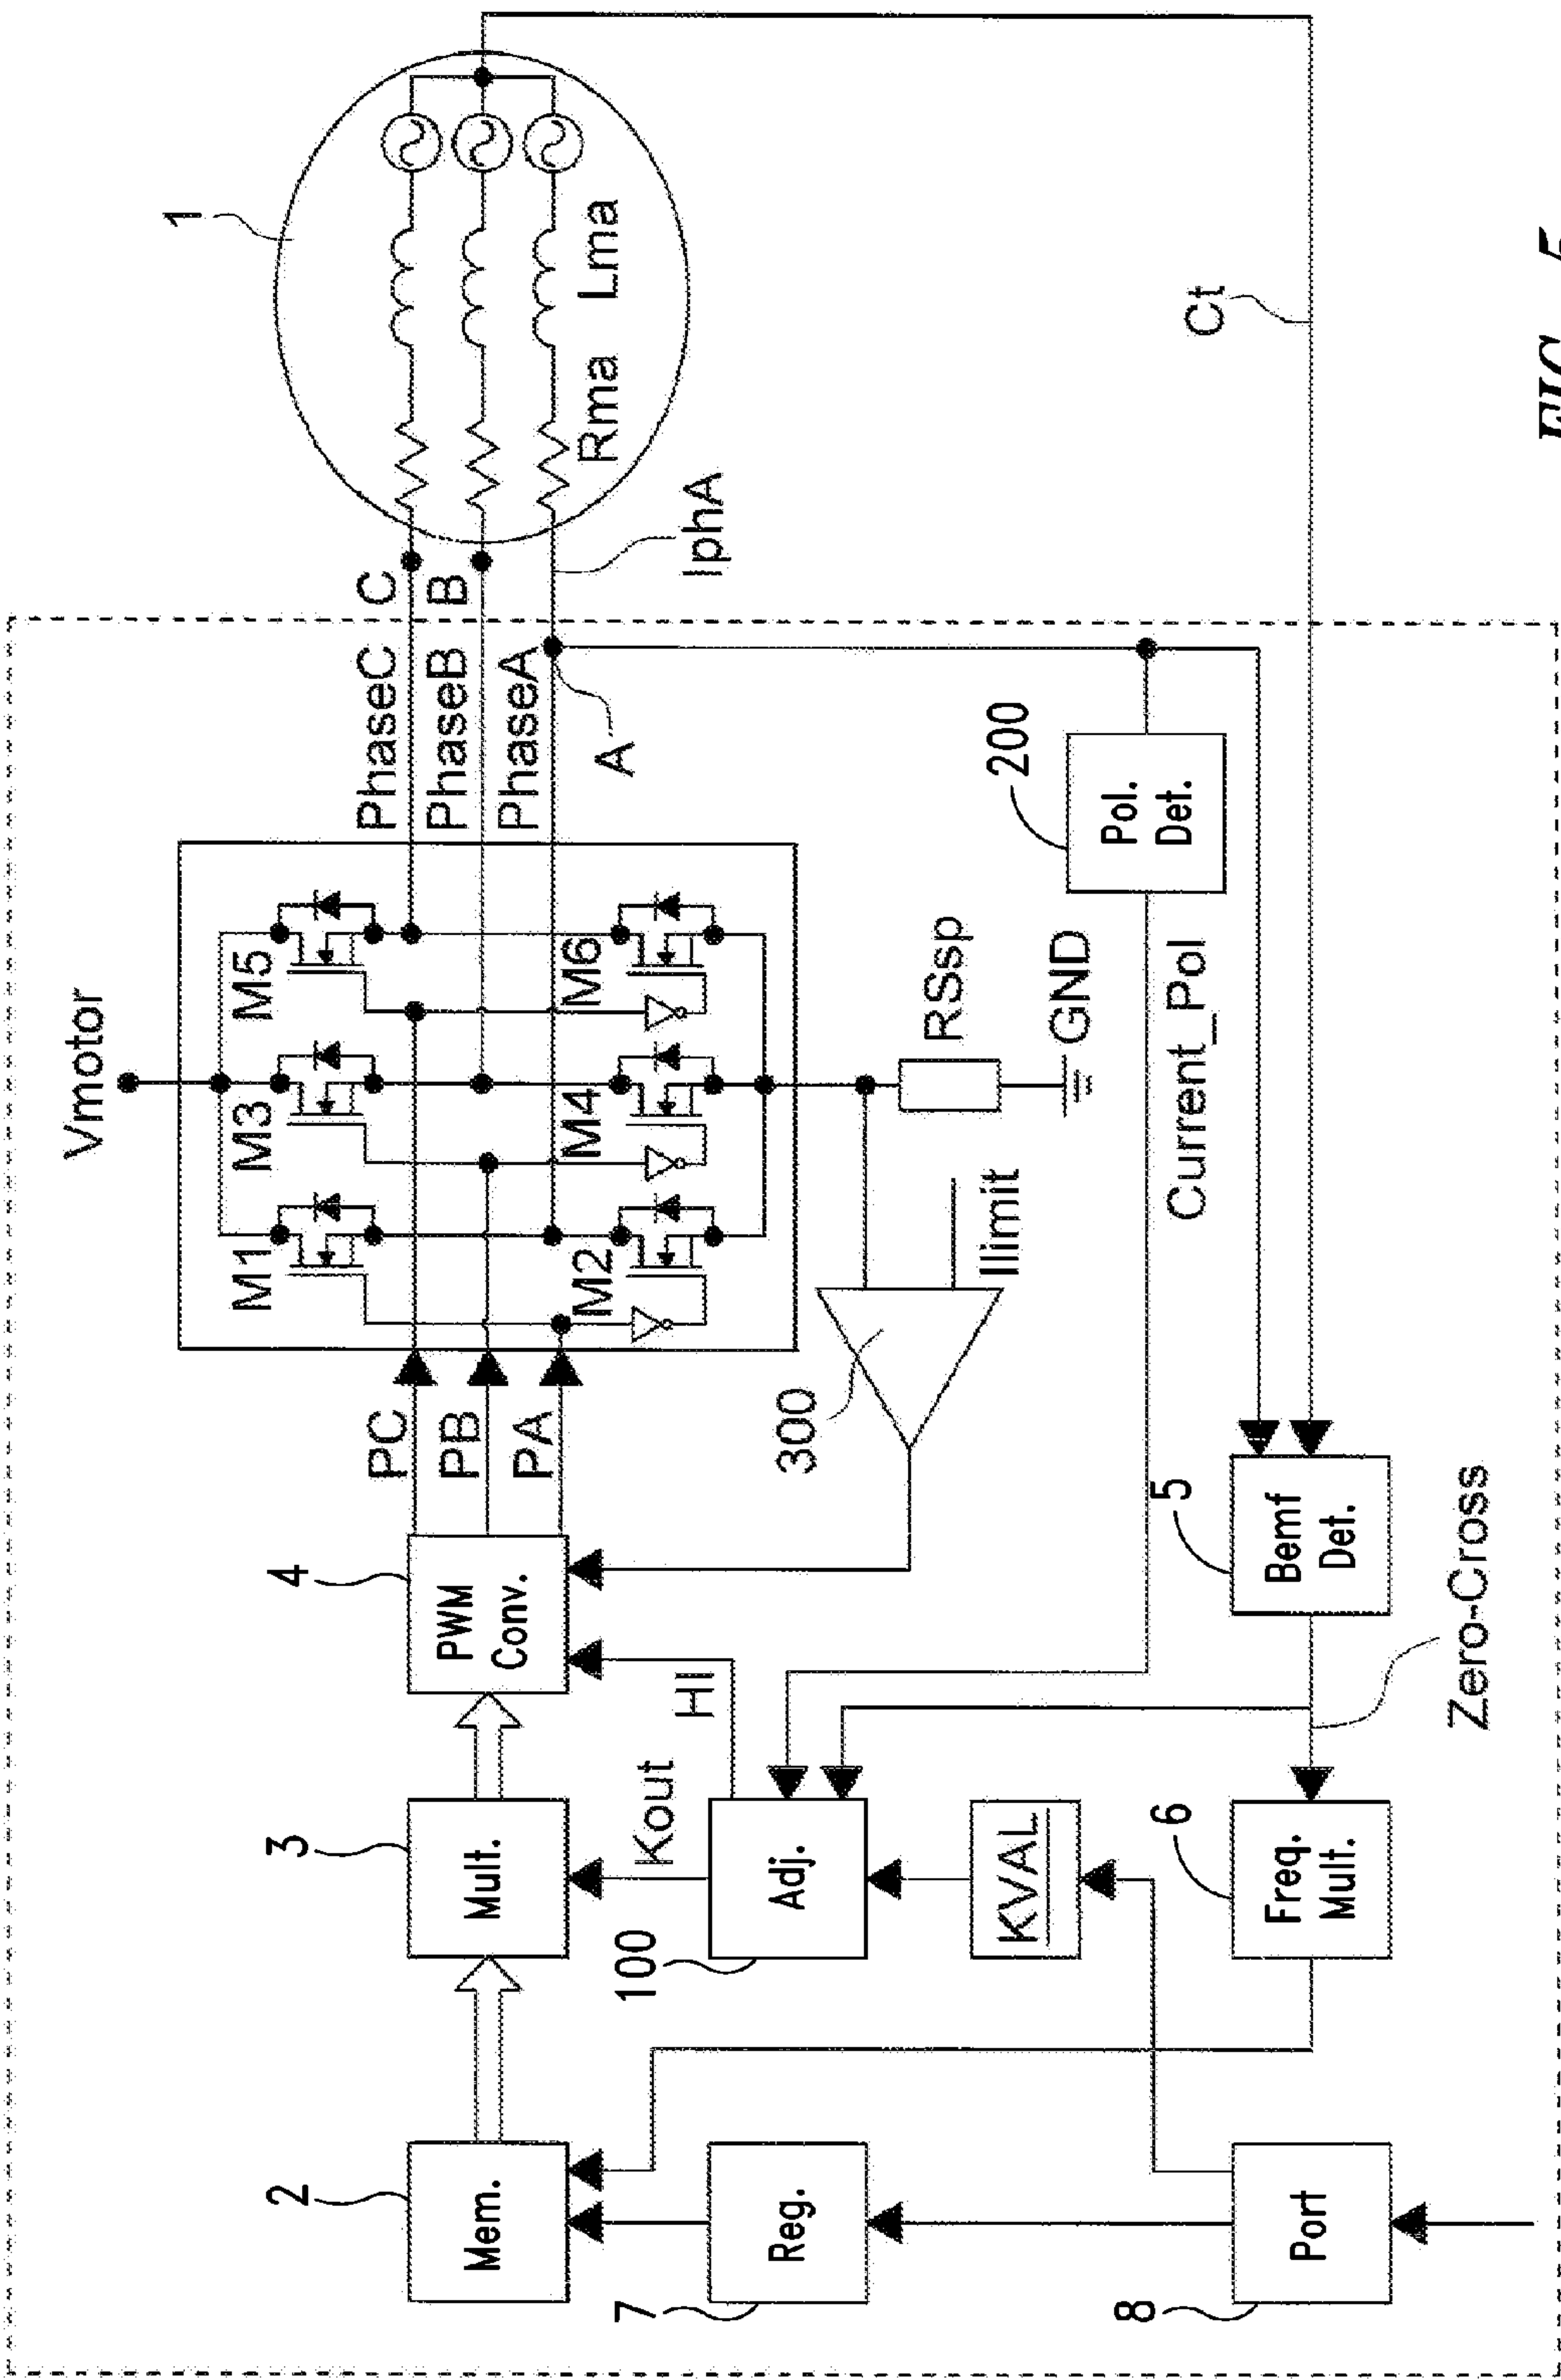 Vmotor
M1
M3
M5
M2
M4
M6
PC
PB
PA
PhaseC
PhaseB
PhaseA
C
B
A
IphA
1
Rma
Lma
Ct
RSsp
GND
Ilimit
300
200
Pol.
Det.
Current_Pol
4
PWM
Conv.
HI
3
Mult.
Kout
2
Mem.
100
Adj.
KVAL
7
Reg.
8
Port
6
Freq.
Mult.
5
Bemf
Det.
Zero-Cross
FIG. 5